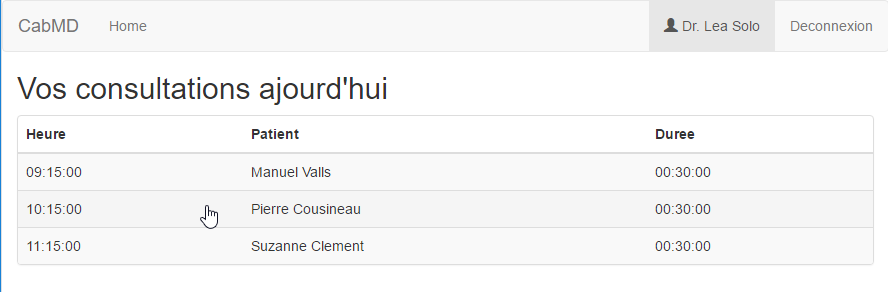 CabMD Home Dr. Lea Solo Deconnexion
Vos consultations ajourd'hui
Heure Patient Duree
09:15:00 Manuel Valls 00:30:00
10:15:00 Pierre Cousineau 00:30:00
11:15:00 Suzanne Clement 00:30:00